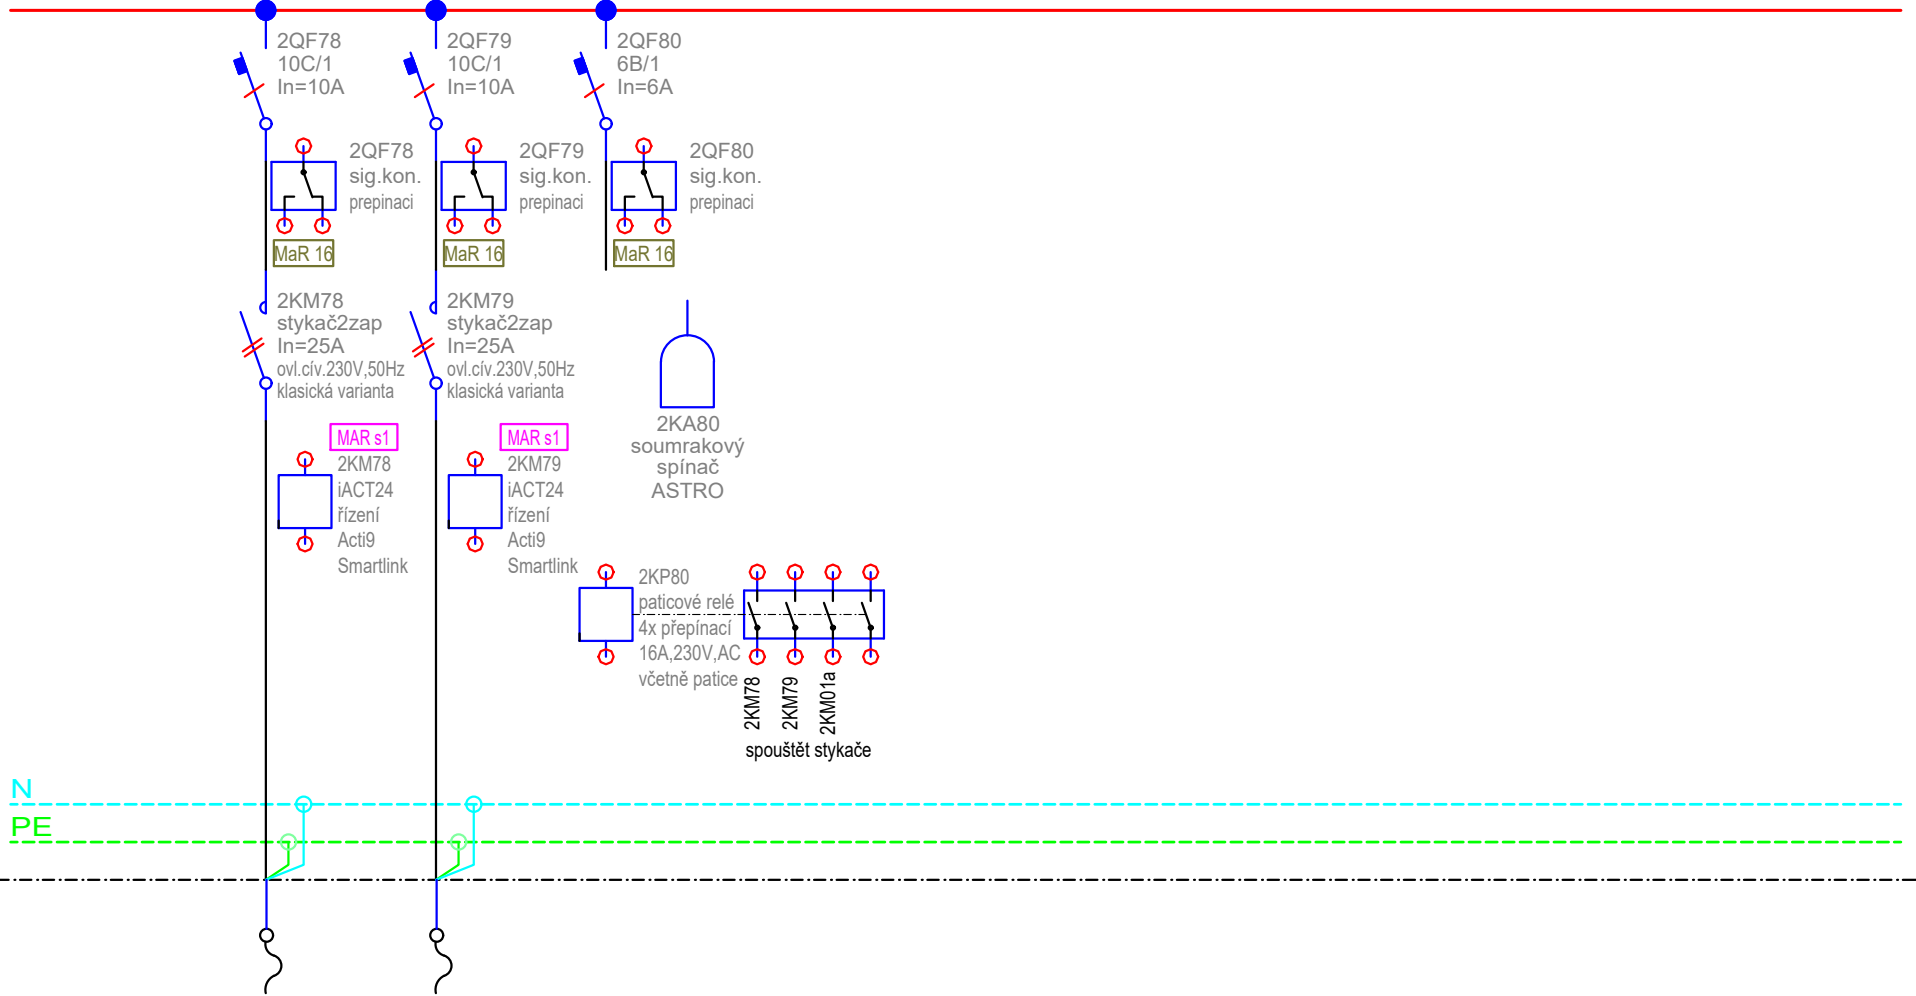 2QF78
10C/1
In=10A
2QF79
10C/1
In=10A
2QF80
6B/1
In=6A
2QF78
sig.kon.
prepinaci
2QF79
sig.kon.
prepinaci
2QF80
sig.kon.
prepinaci
MaR 16
MaR 16
MaR 16
2KM78
stykač2zap
In=25A
ovl.cív.230V,50Hz
klasická varianta
2KM79
stykač2zap
In=25A
ovl.cív.230V,50Hz
klasická varianta
2KA80
soumrakový
spínač
ASTRO
MAR s1
2KM78
iACT24
řízení
Acti9
Smartlink
MAR s1
2KM79
iACT24
řízení
Acti9
Smartlink
2KP80
paticové relé
4x přepínací
16A,230V,AC
včetně patice
2KM78
2KM79
2KM01a
spouštět stykače
N
PE